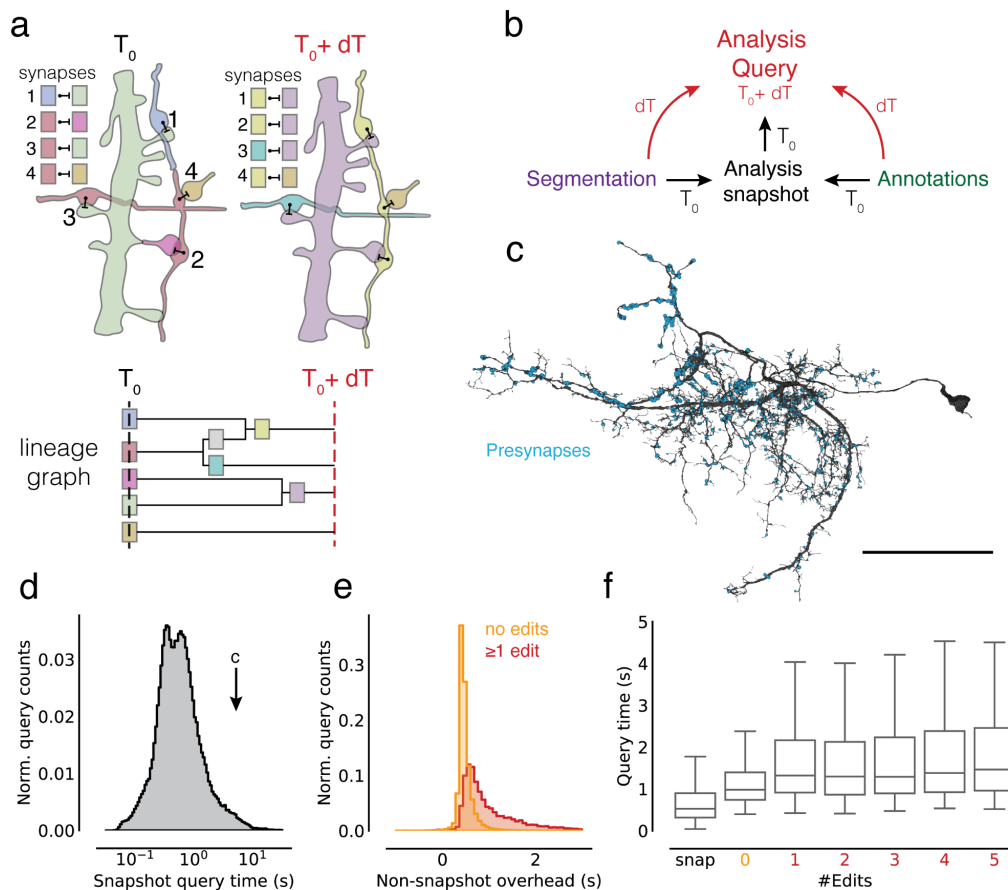 a
T0
T0+ dT
synapses
synapses
1
2
3
4
1
2
3
4
1
4
3
2
T0
T0+ dT
lineage
graph
b
Analysis
Query
T0+ dT
dT
dT
T0
Segmentation
Analysis
snapshot
Annotations
T0
T0
c
Presynapses
d
Norm. query counts
0.03
0.02
0.01
0.00
c
10⁻¹
10⁰
10¹
Snapshot query time (s)
e
Norm. query counts
0.3
0.2
0.1
0.0
no edits
≥1 edit
0
2
Non-snapshot overhead (s)
f
Query time (s)
5
4
3
2
1
0
snap
0
1
2
3
4
5
#Edits